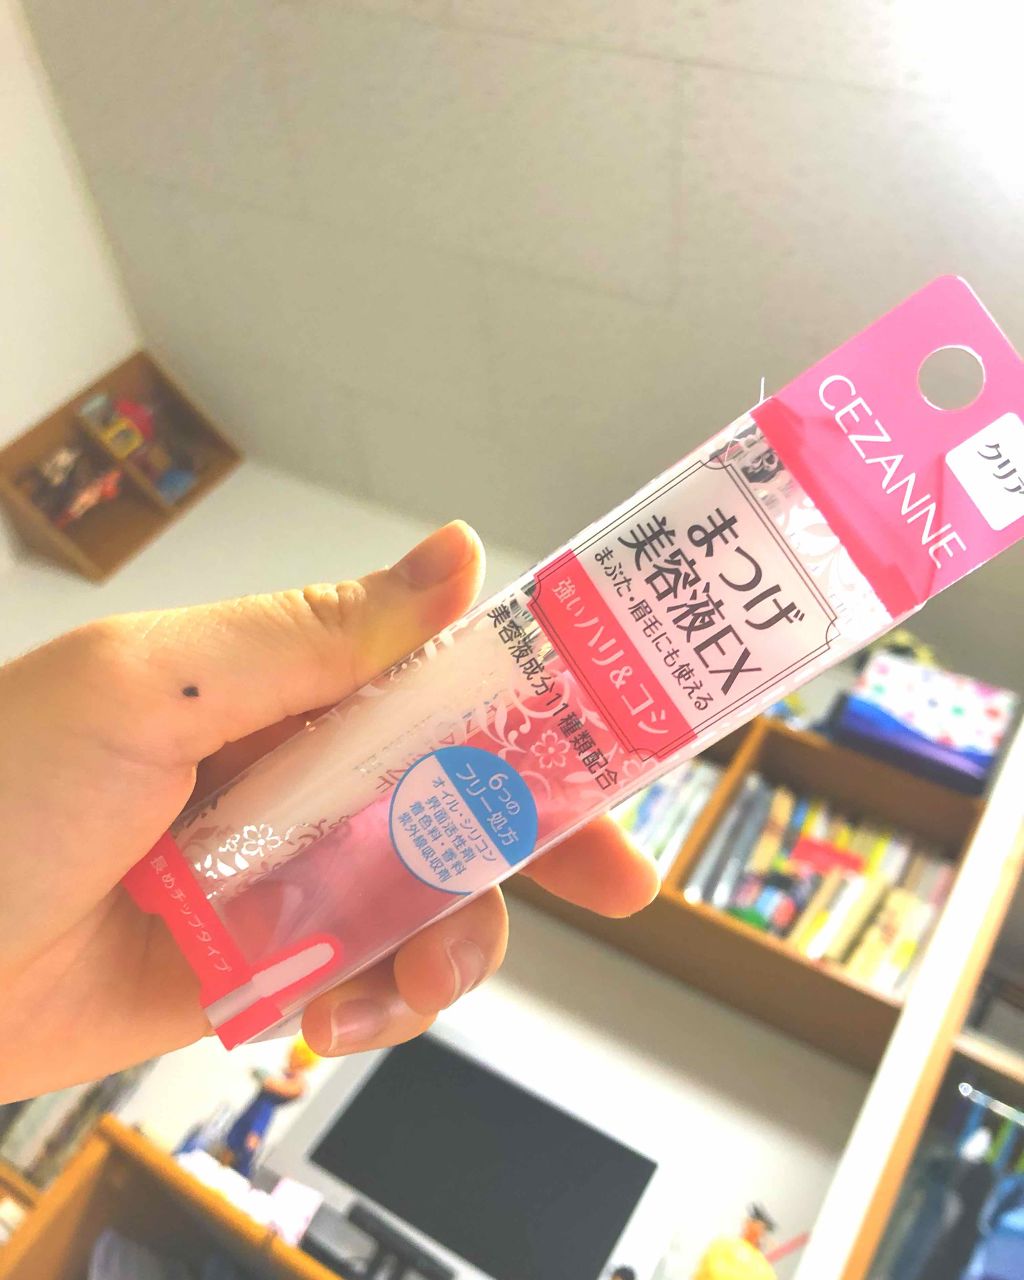 CEZANNE
クリア
まつげ
美容液EX
まぶた・眉毛にも使える
強いハリ&コシ
美容液成分11種類配合
6つの
フリー処方
オイル・シリコン
界面活性剤
着色料・香料
紫外線吸収剤
長めチップタイプ